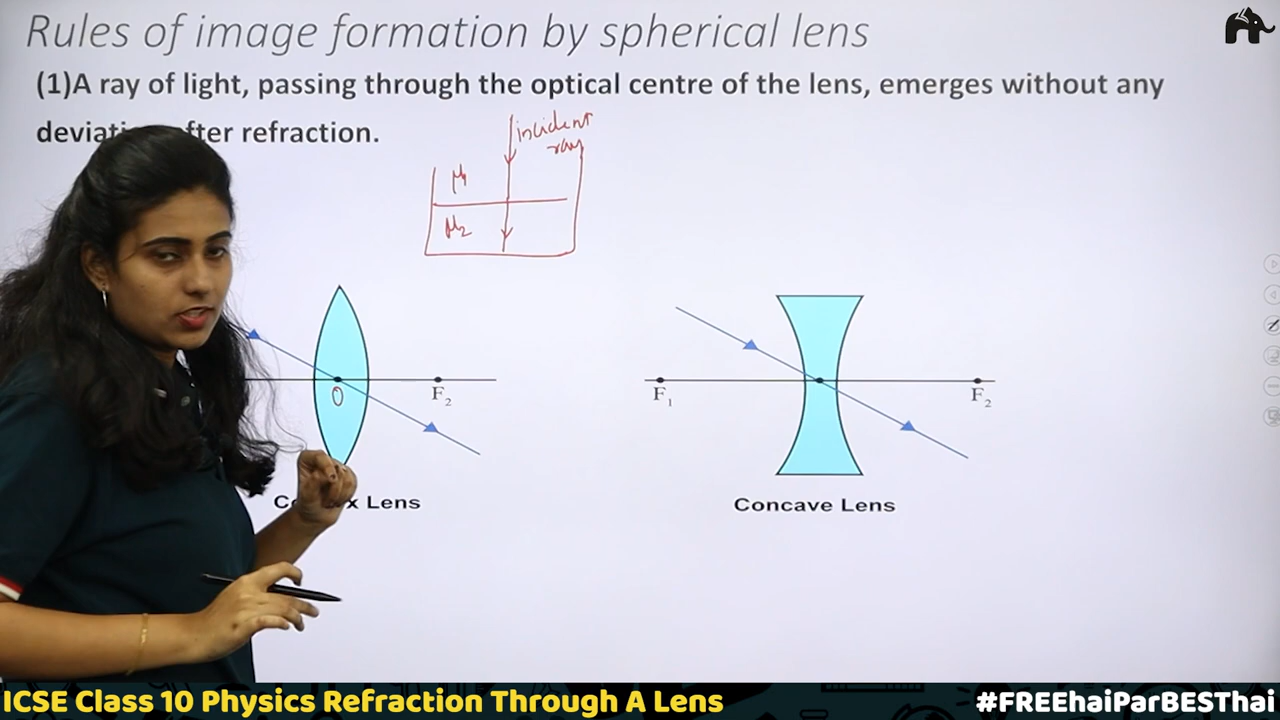 Rules of image formation by spherical lens
(1)A ray of light, passing through the optical centre of the lens, emerges without any
after refraction.
incident
ray
μ1
μ2
O
F2
F1
F2
Lens
Concave Lens
ICSE Class 10 Physics Refraction Through A Lens
#FREEhaiParBESThai